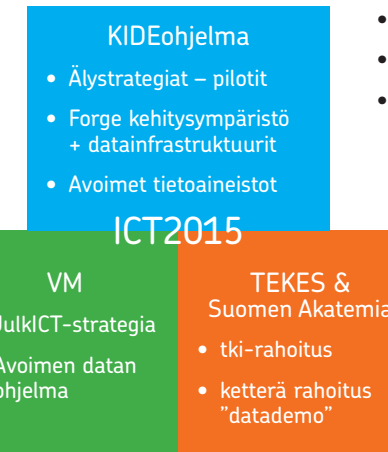 KIDEohjelma
• Älystrategiat – pilotit
• Forge kehitysympäristö
+ datainfrastruktuurit
• Avoimet tietoaineistot
ICT2015
VM
JulkICT-strategia
Avoimen datan
ohjelma
TEKES &
Suomen Akatemia
• tki-rahoitus
• ketterä rahoitus
”datademo”